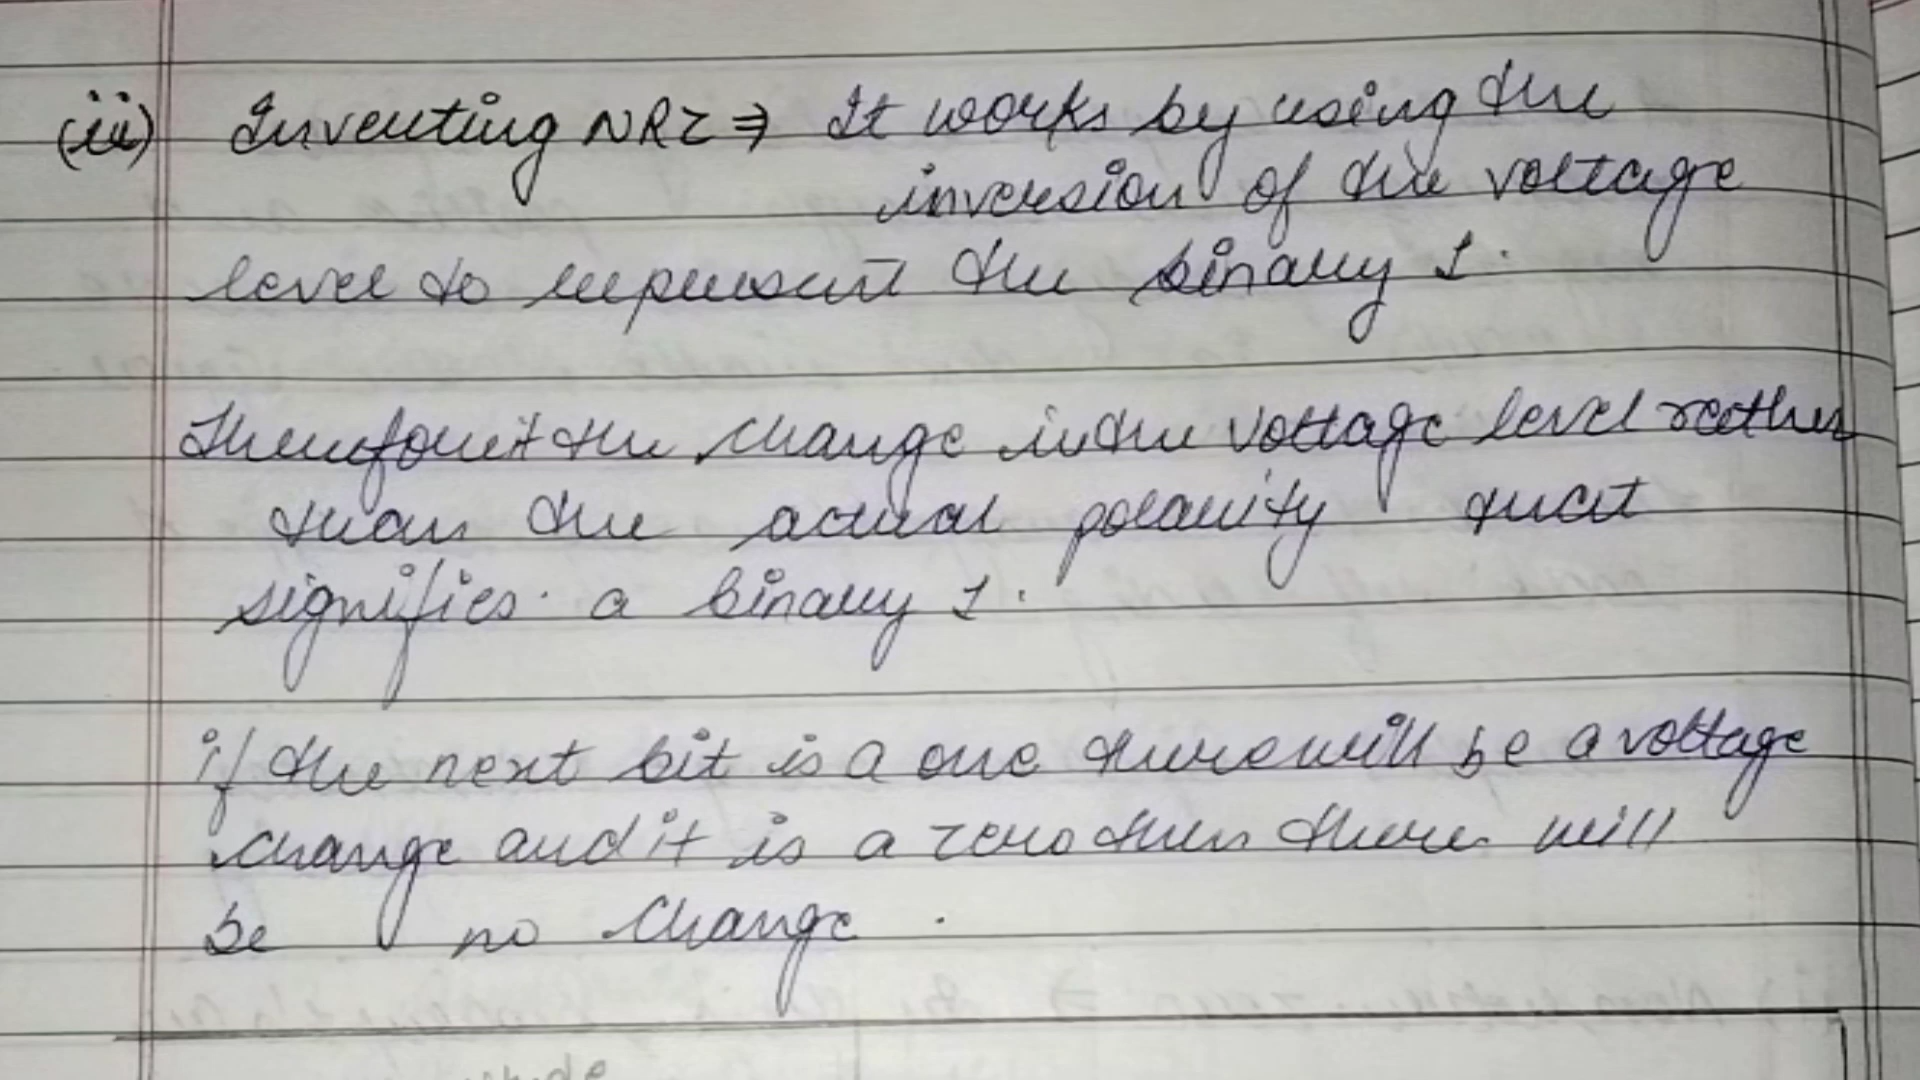 (ii) Inverting NRZ ⇒ It works by using the
inversion of the voltage
level to represent the binary 1.
Therefore it the change in the voltage level rather
than the actual polarity that
signifies. a binary 1.
if the next bit is a one there will be a voltage
change and it is a zero then there will
be no change.